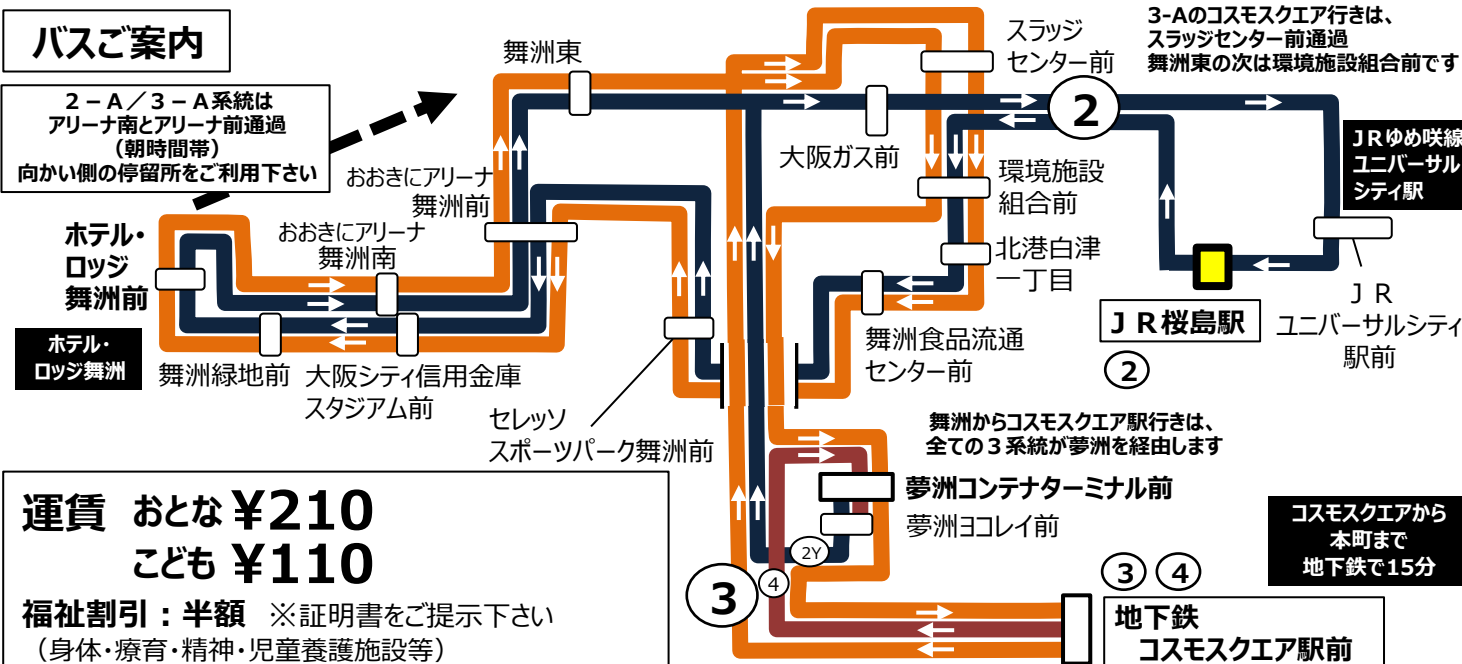 バスご案内
２－Ａ／３－Ａ系統は
アリーナ南とアリーナ前通過
（朝時間帯）
向かい側の停留所をご利用下さい
舞洲東
スラッジ
センター前
3-Aのコスモスクエア行きは、
スラッジセンター前通過
舞洲東の次は環境施設組合前です
2
大阪ガス前
環境施設
組合前
ＪＲゆめ咲線
ユニバーサル
シティ駅
おおきにアリーナ
舞洲前
おおきにアリーナ
舞洲南
ホテル・
ロッジ
舞洲前
北港白津
一丁目
ＪＲ桜島駅
②
ＪＲ
ユニバーサルシティ
駅前
ホテル・
ロッジ舞洲
舞洲緑地前
大阪シティ信用金庫
スタジアム前
セレッソ
スポーツパーク舞洲前
舞洲食品流通
センター前
舞洲からコスモスクエア駅行きは、
全ての３系統が夢洲を経由します
夢洲コンテナターミナル前
夢洲ヨコレイ前
2Y
4
3
運賃 おとな ¥210
こども ¥110
福祉割引：半額 ※証明書をご提示下さい
（身体・療育・精神・児童養護施設等）
コスモスクエアから
本町まで
地下鉄で15分
③ ④
地下鉄
コスモスクエア駅前